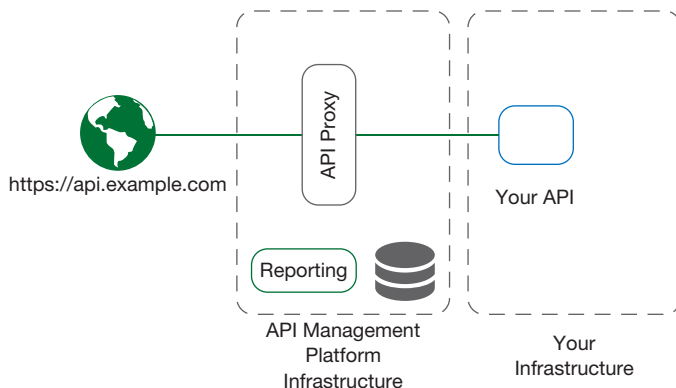 API Proxy
https://api.example.com
Your API
Reporting
API Management
Platform
Infrastructure
Your
Infrastructure